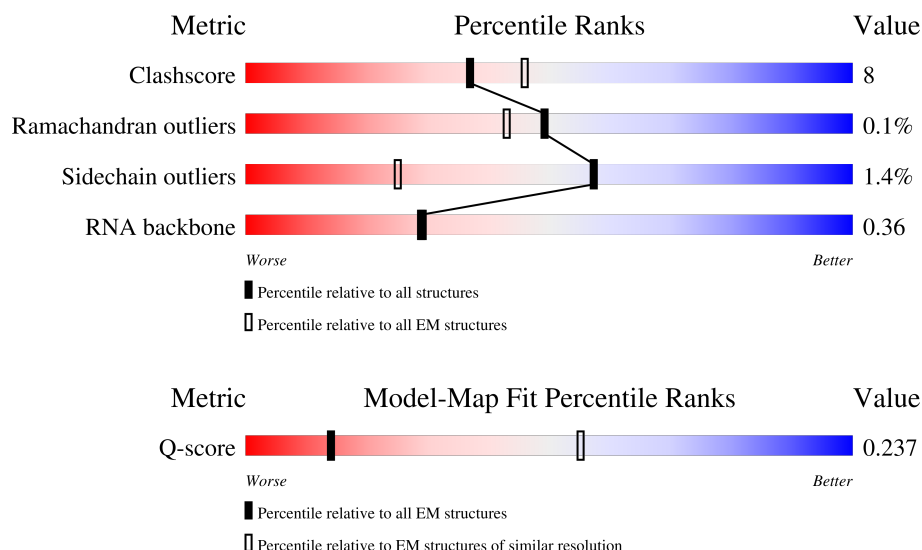 Metric Percentile Ranks Value
Clashscore 8
Ramachandran outliers 0.1%
Sidechain outliers 1.4%
RNA backbone 0.36
Worse Better
Percentile relative to all structures
Percentile relative to all EM structures
Metric Model-Map Fit Percentile Ranks Value
Q-score 0.237
Worse Better
Percentile relative to all EM structures
Percentile relative to EM structures of similar resolution